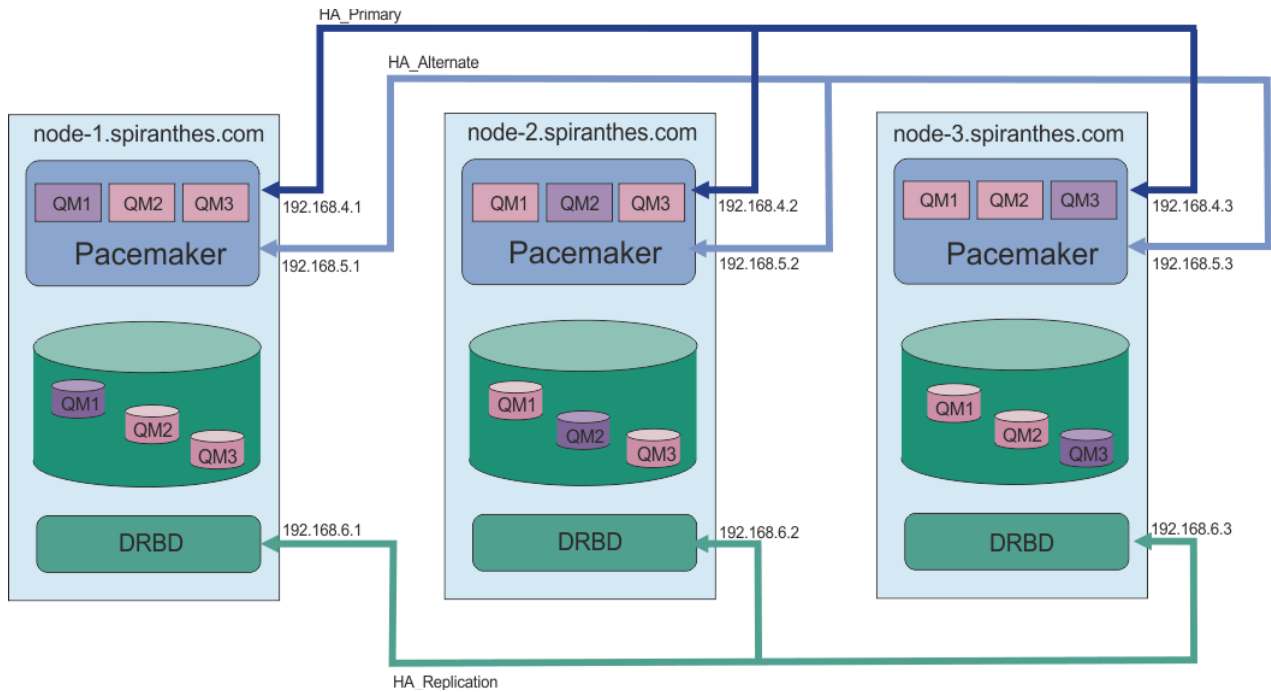 HA_Primary
HA_Alternate
node-1.spiranthes.com
QM1 QM2 QM3
Pacemaker
192.168.4.1
192.168.5.1
QM1
QM2
QM3
DRBD
192.168.6.1
node-2.spiranthes.com
QM1 QM2 QM3
Pacemaker
192.168.4.2
192.168.5.2
QM1
QM2
QM3
DRBD
192.168.6.2
node-3.spiranthes.com
QM1 QM2 QM3
Pacemaker
192.168.4.3
192.168.5.3
QM1
QM2
QM3
DRBD
192.168.6.3
HA_Replication